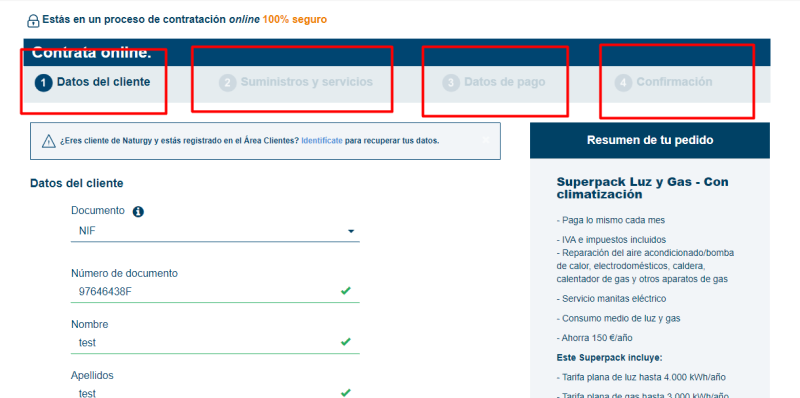 Estás en un proceso de contratación online 100% seguro
Contrata online.
1 Datos del cliente
2 Suministros y servicios
3 Datos de pago
4 Confirmación
¿Eres cliente de Naturgy y estás registrado en el Área Clientes? Identifícate para recuperar tus datos.
Resumen de tu pedido
Datos del cliente
Documento
NIF
Número de documento
97646438F
Nombre
test
Apellidos
test
Superpack Luz y Gas - Con
climatización
- Paga lo mismo cada mes
- IVA e impuestos incluidos
- Reparación del aire acondicionado/bomba
de calor, electrodomésticos, caldera,
calentador de gas y otros aparatos de gas
- Servicio manitas eléctrico
- Consumo medio de luz y gas
- Ahorra 150 €/año
Este Superpack incluye:
- Tarifa plana de luz hasta 4.000 kWh/año
- Tarifa plana de gas hasta 3.000 kWh/año